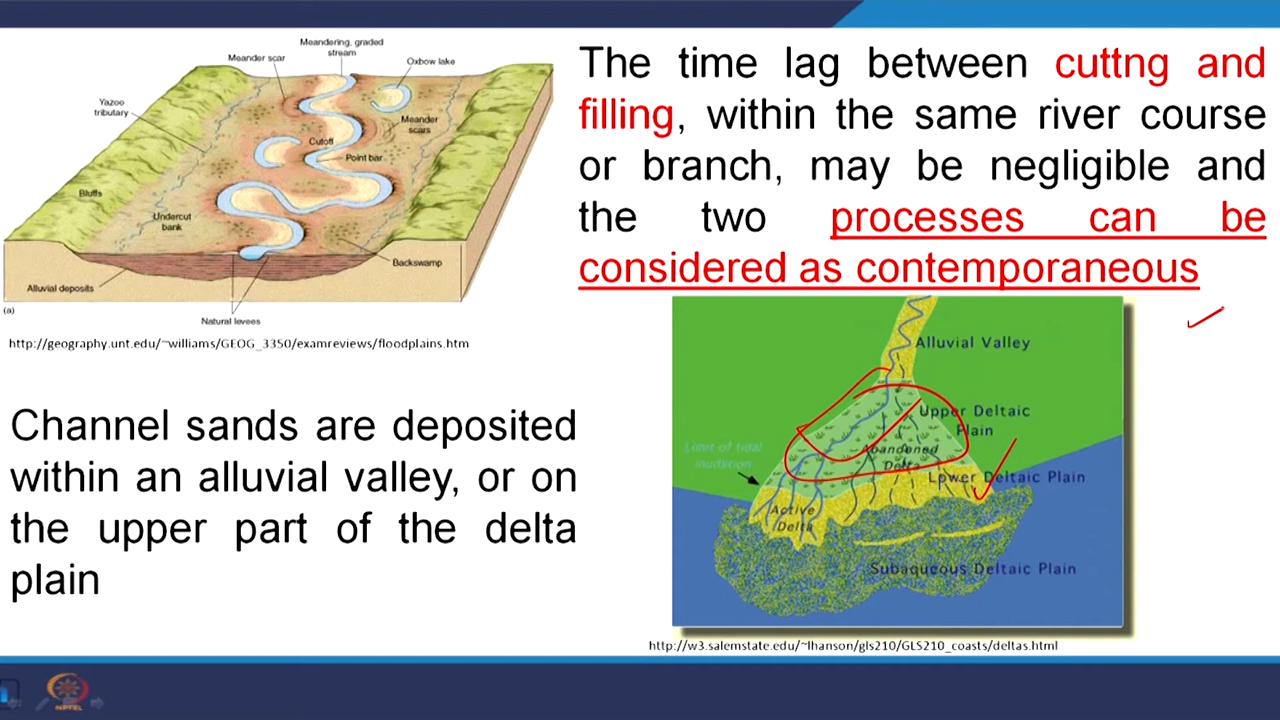 Meandering, graded
stream
Meander scar
Oxbow lake
Yazoo
tributary
Meander
scars
Cutoff
Point bar
Bluffs
Undercut
bank
Backswamp
Alluvial deposits
(a)
Natural levees
http://geography.unt.edu/~williams/GEOG_3350/examreviews/floodplains.htm
The time lag between cuttng and
filling, within the same river course
or branch, may be negligible and
the two processes can be
considered as contemporaneous
Channel sands are deposited
within an alluvial valley, or on
the upper part of the delta
plain
Alluvial Valley
Upper Deltaic
Plain
Limit of tidal
inudation
Abandoned
Delta
Lower Deltaic Plain
Active
Delta
Subaqueous Deltaic Plain
http://w3.salemstate.edu/~lhanson/gls210/GLS210_coasts/deltas.html
NPTEL